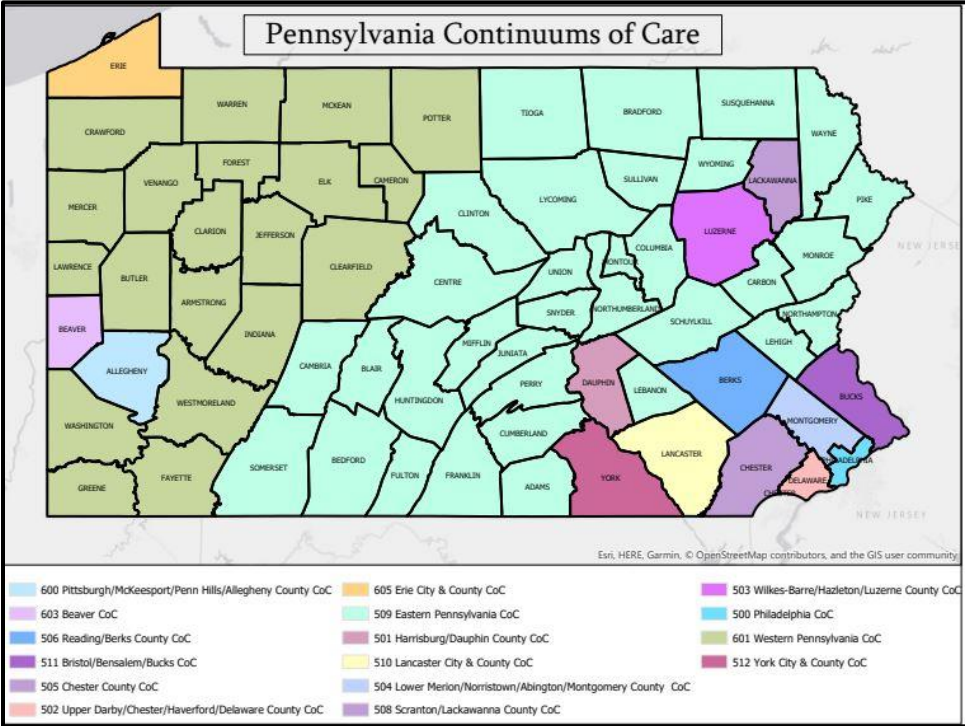 Pennsylvania Continuums of Care
ERIE
WARREN
MCKEAN
POTTER
TIOGA
BRADFORD
SUSQUEHANNA
WAYNE
CRAWFORD
FOREST
VENANGO
ELK
CAMERON
WYOMING
LACKAWANNA
SULLIVAN
MERCER
CLINTON
LYCOMING
PIKE
CLARION
JEFFERSON
LUZERNE
NEW JERSE
LAWRENCE
BUTLER
CLEARFIELD
COLUMBIA
MONTOUR
UNION
MONROE
CENTRE
CARBON
ARMSTRONG
SNYDER
NORTHUMBERLAND
NORTHAMPTON
BEAVER
INDIANA
SCHUYLKILL
MIFFLIN
LEHIGH
JUNIATA
ALLEGHENY
CAMBRIA
BLAIR
DAUPHIN
BERKS
PERRY
LEBANON
BUCKS
HUNTINGDON
WESTMORELAND
MONTGOMERY
WASHINGTON
CUMBERLAND
LANCASTER
PHILADELPHIA
SOMERSET
BEDFORD
CHESTER
FAYETTE
FULTON
FRANKLIN
YORK
DELAWARE
GREENE
ADAMS
CHESTER
NEW JERSEY
Esri, HERE, Garmin, © OpenStreetMap contributors, and the GIS user community
600 Pittsburgh/McKeesport/Penn Hills/Allegheny County CoC
603 Beaver CoC
506 Reading/Berks County CoC
511 Bristol/Bensalem/Bucks CoC
505 Chester County CoC
502 Upper Darby/Chester/Haverford/Delaware County CoC
605 Erie City & County CoC
509 Eastern Pennsylvania CoC
501 Harrisburg/Dauphin County CoC
510 Lancaster City & County CoC
504 Lower Merion/Norristown/Abington/Montgomery County CoC
508 Scranton/Lackawanna County CoC
503 Wilkes-Barre/Hazleton/Luzerne County CoC
500 Philadelphia CoC
601 Western Pennsylvania CoC
512 York City & County CoC